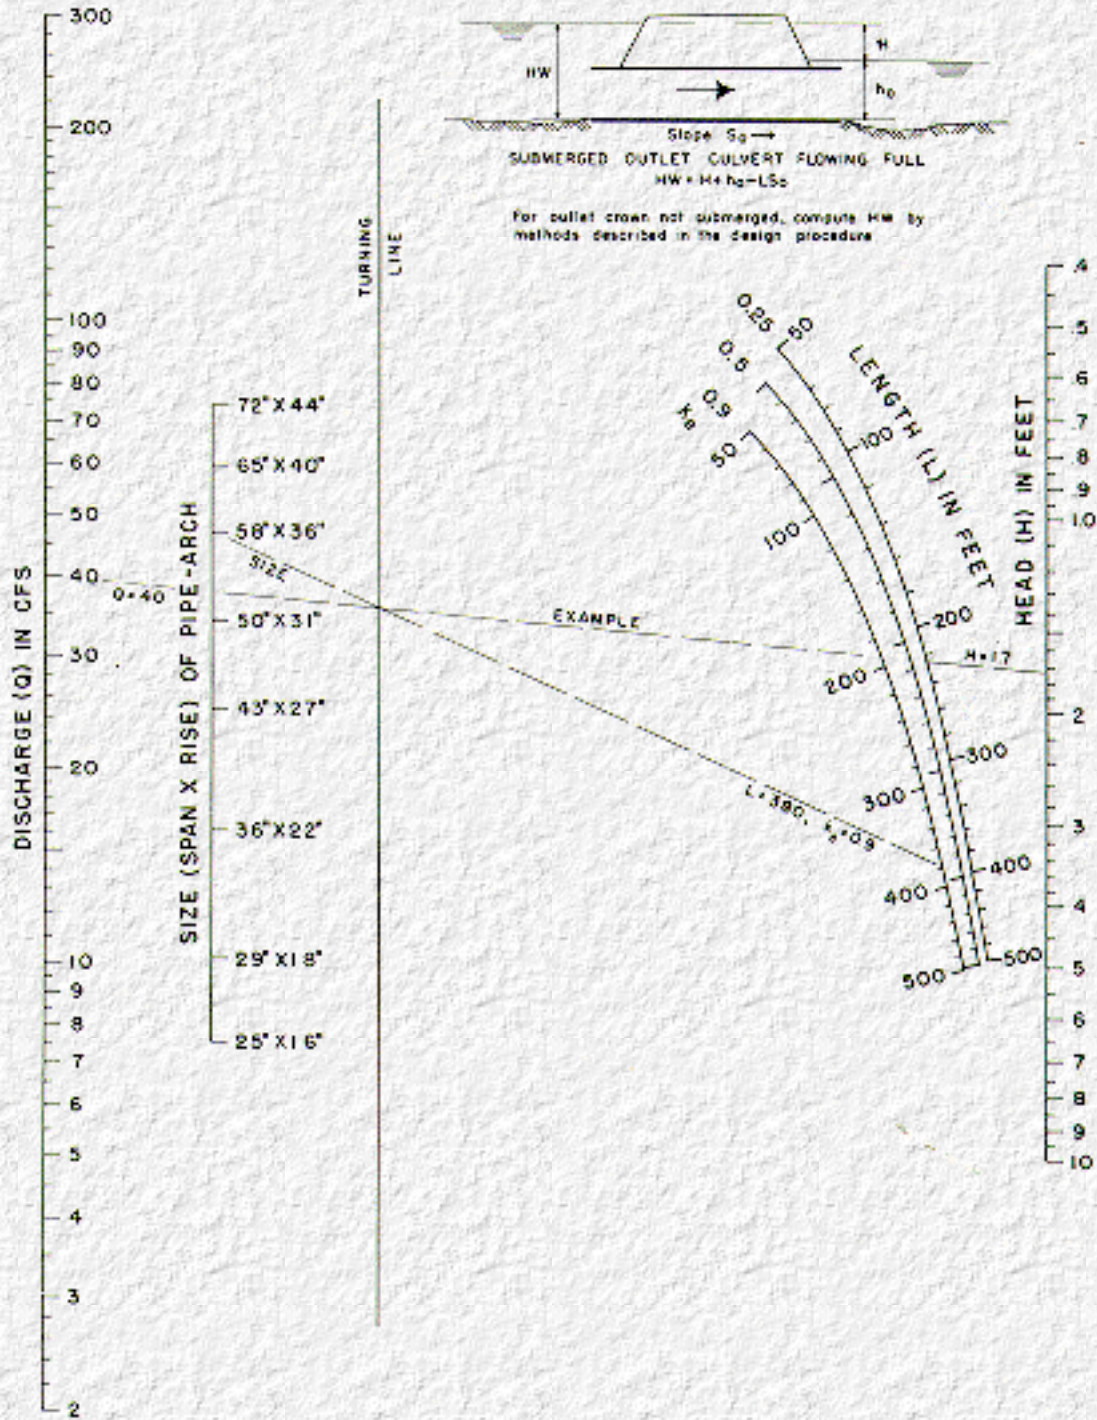 300
200
100
90
80
70
60
50
40
30
20
10
9
8
7
6
5
4
3
2
DISCHARGE (Q) IN CFS
HW
H
Slope So →
SUBMERGED OUTLET CULVERT FLOWING FULL
HW = H + ho - LSo
For outlet crown not submerged, compute HW by
methods described in the design procedure
TURNING
LINE
72" X 44"
65" X 40"
58" X 36"
50" X 31"
43" X 27"
36" X 22"
29" X 18"
25" X 16"
SIZE (SPAN X RISE) OF PIPE-ARCH
SIZE
Q=40
EXAMPLE
H=1.7
L=390, Ke=0.9
0.25
0.5
0.9
Ke
50
100
200
300
400
500
LENGTH (L) IN FEET
50
100
200
300
400
500
HEAD (H) IN FEET
.4
.5
.6
.7
.8
.9
1.0
2
3
4
5
6
7
8
9
10